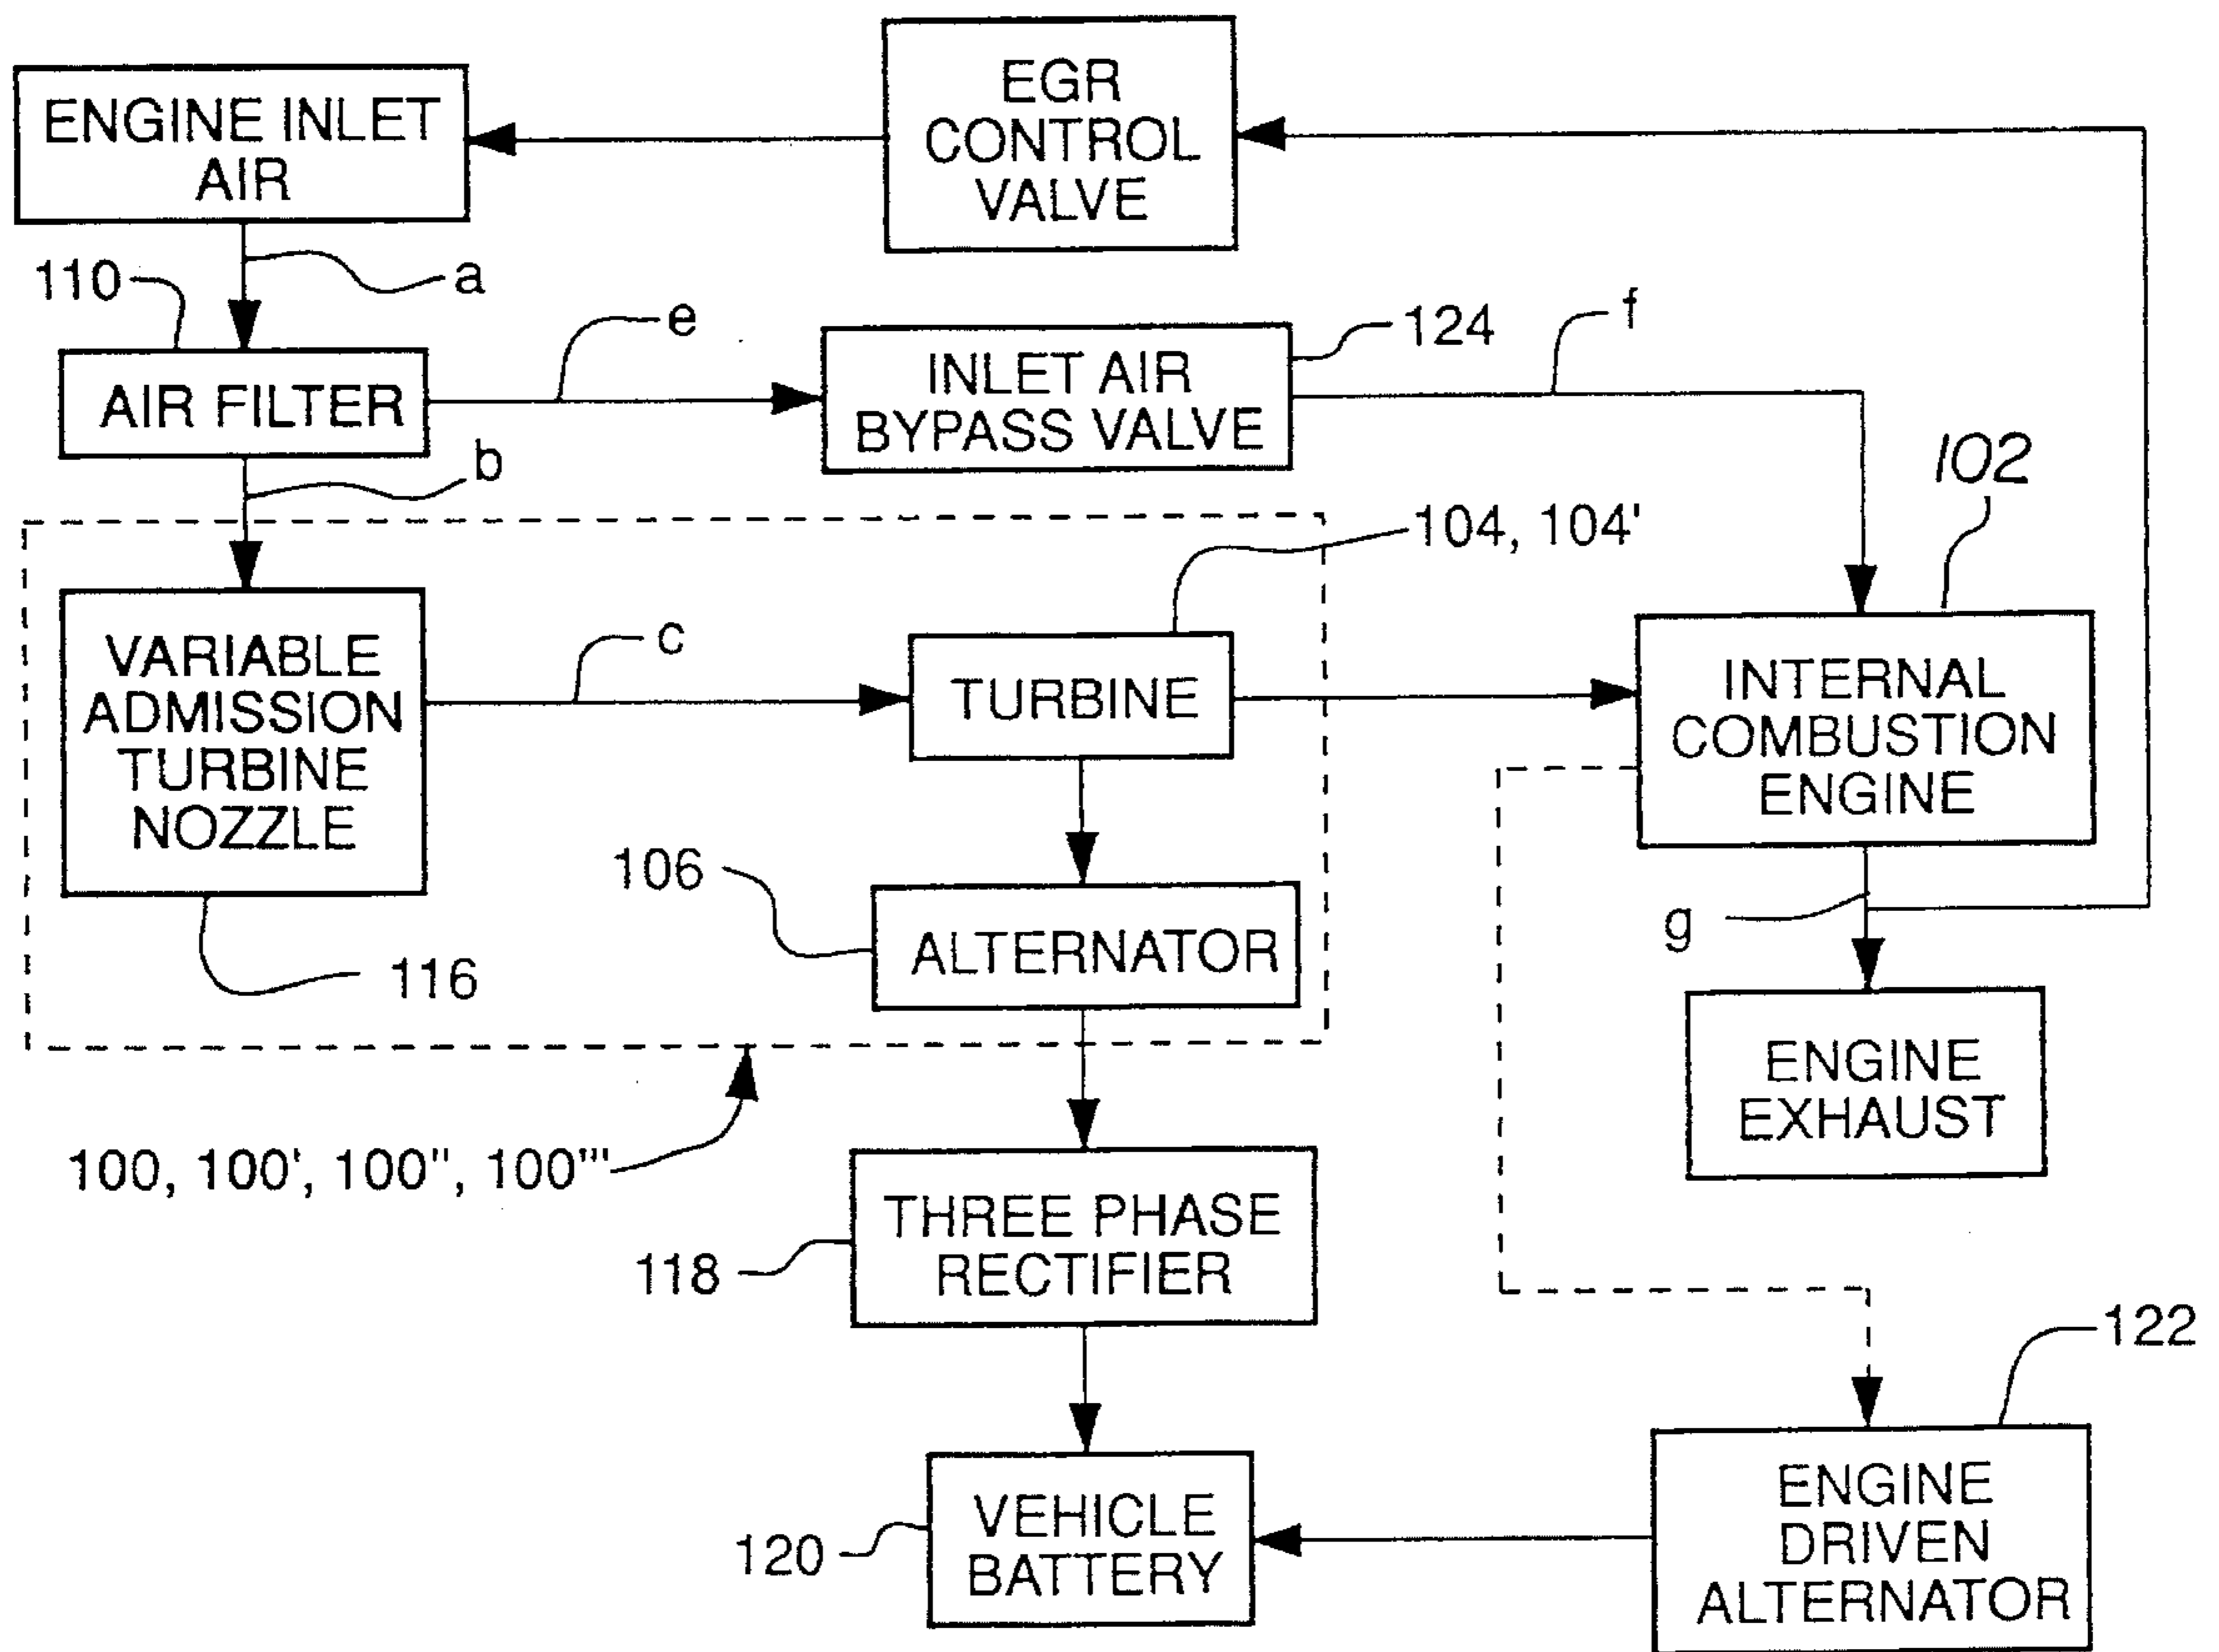 EGR
CONTROL
VALVE
ENGINE INLET
AIR
110
a
e
124
f
AIR FILTER
INLET AIR
BYPASS VALVE
b
102
104, 104'
VARIABLE
ADMISSION
TURBINE
NOZZLE
c
TURBINE
INTERNAL
COMBUSTION
ENGINE
106
ALTERNATOR
g
116
ENGINE
EXHAUST
100, 100', 100", 100"'
THREE PHASE
RECTIFIER
118
122
VEHICLE
BATTERY
120
ENGINE
DRIVEN
ALTERNATOR